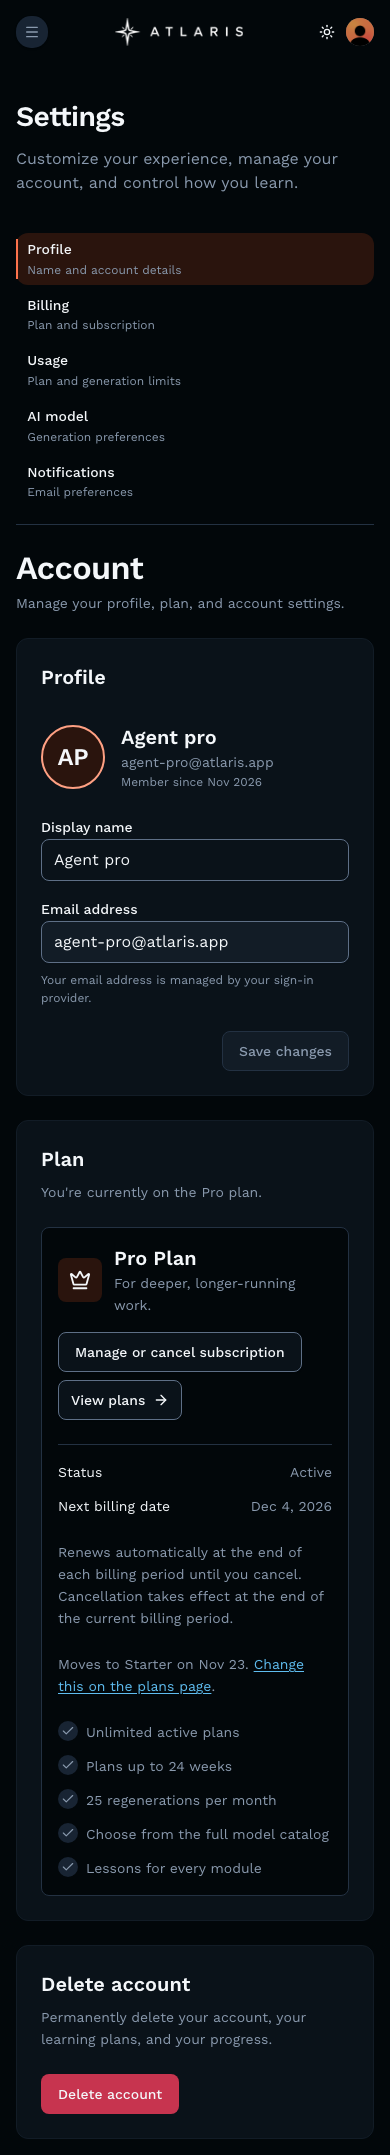 ATLARIS
Settings
Customize your experience, manage your
account, and control how you learn.
Profile
Name and account details
Billing
Plan and subscription
Usage
Plan and generation limits
AI model
Generation preferences
Notifications
Email preferences
Account
Manage your profile, plan, and account settings.
Profile
AP
Agent pro
agent-pro@atlaris.app
Member since Nov 2026
Display name
Agent pro
Email address
agent-pro@atlaris.app
Your email address is managed by your sign-in
provider.
Save changes
Plan
You're currently on the Pro plan.
Pro Plan
For deeper, longer-running
work.
Manage or cancel subscription
View plans →
Status Active
Next billing date Dec 4, 2026
Renews automatically at the end of
each billing period until you cancel.
Cancellation takes effect at the end of
the current billing period.
Moves to Starter on Nov 23. Change
this on the plans page.
Unlimited active plans
Plans up to 24 weeks
25 regenerations per month
Choose from the full model catalog
Lessons for every module
Delete account
Permanently delete your account, your
learning plans, and your progress.
Delete account